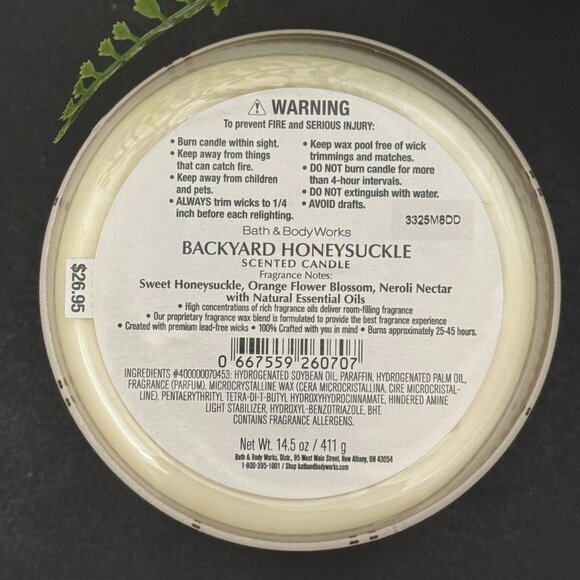 ⚠ WARNING
To prevent FIRE and SERIOUS INJURY:
• Burn candle within sight.
• Keep away from things
that can catch fire.
• Keep away from children
and pets.
• ALWAYS trim wicks to 1/4
inch before each relighting.
• Keep wax pool free of wick
trimmings and matches.
• DO NOT burn candle for more
than 4-hour intervals.
• DO NOT extinguish with water.
• AVOID drafts.
3325M8DD
Bath & Body Works
BACKYARD HONEYSUCKLE
SCENTED CANDLE
Fragrance Notes:
Sweet Honeysuckle, Orange Flower Blossom, Neroli Nectar
with Natural Essential Oils
• High concentrations of rich fragrance oils deliver room-filling fragrance
• Our proprietary fragrance wax blend is formulated to provide the best fragrance experience
• Created with premium lead-free wicks • 100% Crafted with you in mind • Burns approximately 25-45 hours.
$26.95
0 667559 260707
INGREDIENTS #400000070453: HYDROGENATED SOYBEAN OIL, PARAFFIN, HYDROGENATED PALM OIL,
FRAGRANCE (PARFUM), MICROCRYSTALLINE WAX (CERA MICROCRISTALLINA, CIRE MICROCRISTAL-
LINE), PENTAERYTHRITYL TETRA-DI-T-BUTYL HYDROXYHYDROCINNAMATE, HINDERED AMINE
LIGHT STABILIZER, HYDROXYL-BENZOTRIAZOLE, BHT.
CONTAINS FRAGRANCE ALLERGENS.
Net Wt. 14.5 oz / 411 g
Bath & Body Works, Distr., 95 West Main Street, New Albany, OH 43054
1-800-395-1001 / Shop bathandbodyworks.com